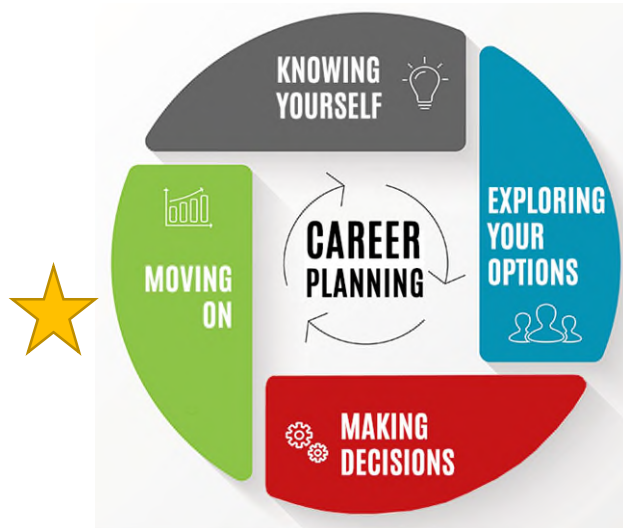 KNOWING
YOURSELF
EXPLORING
YOUR
OPTIONS
CAREER
PLANNING
MOVING
ON
MAKING
DECISIONS